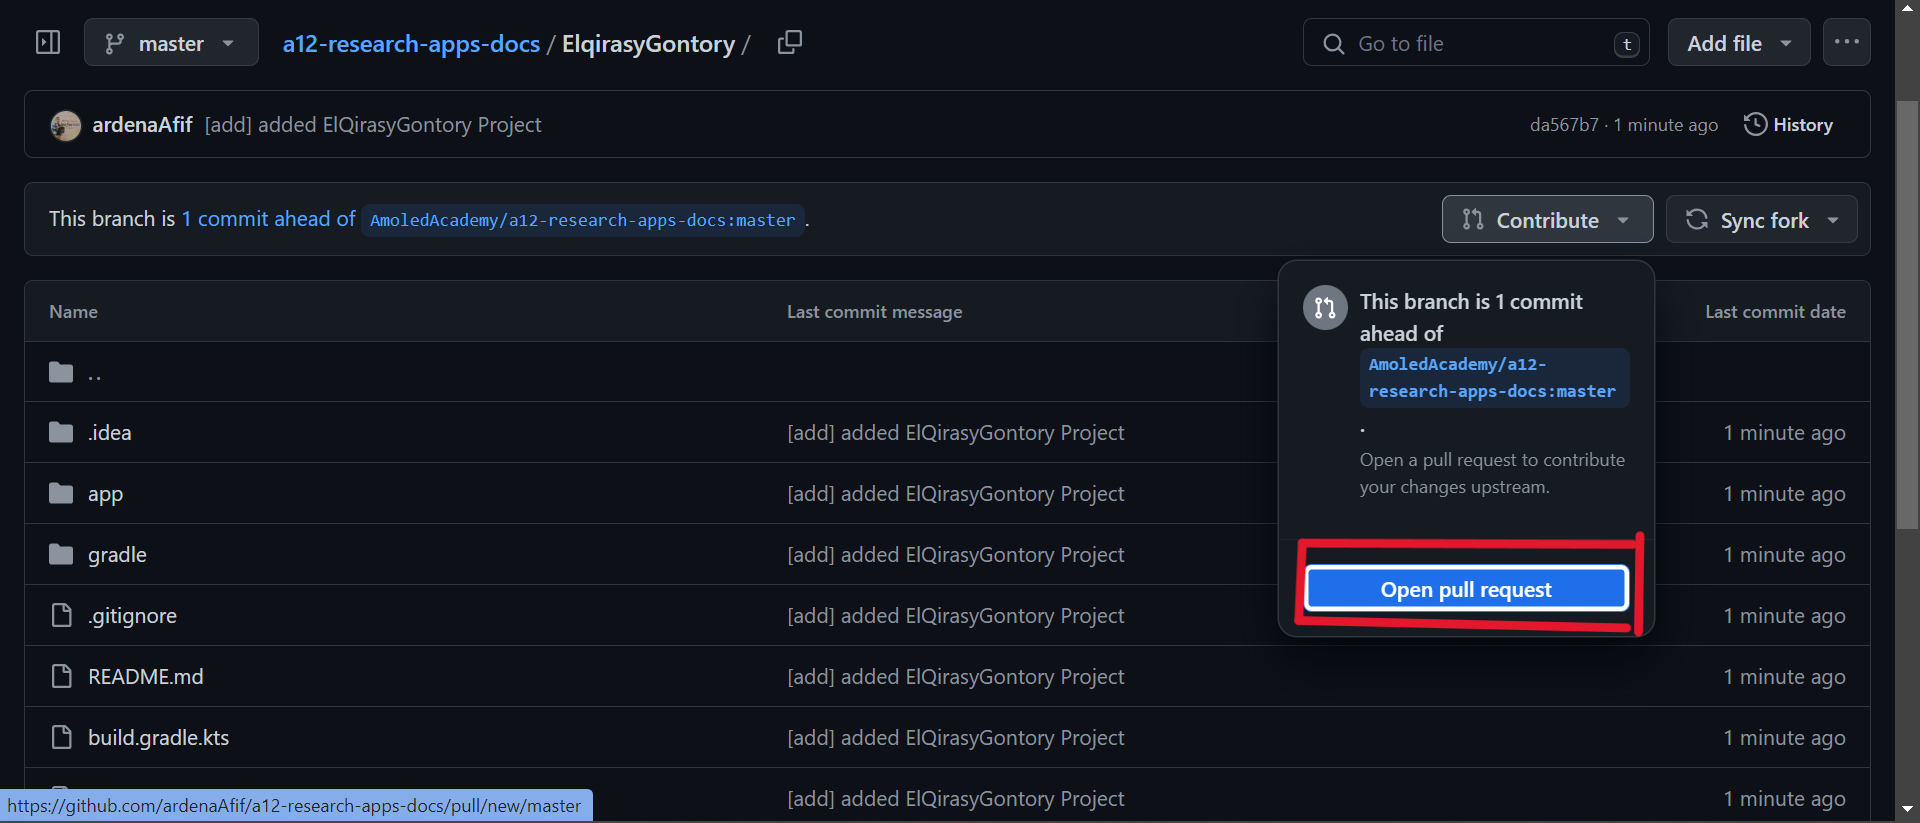 master
a12-research-apps-docs / ElqirasyGontory /
Go to file
t
Add file
ardenaAfif [add] added ElQirasyGontory Project
da567b7 · 1 minute ago
History
This branch is 1 commit ahead of AmoledAcademy/a12-research-apps-docs:master .
Contribute
Sync fork
This branch is 1 commit
ahead of
AmoledAcademy/a12-
research-apps-docs:master
.
Open a pull request to contribute
your changes upstream.
Open pull request
Name Last commit message Last commit date
..
.idea [add] added ElQirasyGontory Project 1 minute ago
app [add] added ElQirasyGontory Project 1 minute ago
gradle [add] added ElQirasyGontory Project 1 minute ago
.gitignore [add] added ElQirasyGontory Project 1 minute ago
README.md [add] added ElQirasyGontory Project 1 minute ago
build.gradle.kts [add] added ElQirasyGontory Project 1 minute ago
[add] added ElQirasyGontory Project 1 minute ago
https://github.com/ardenaAfif/a12-research-apps-docs/pull/new/master